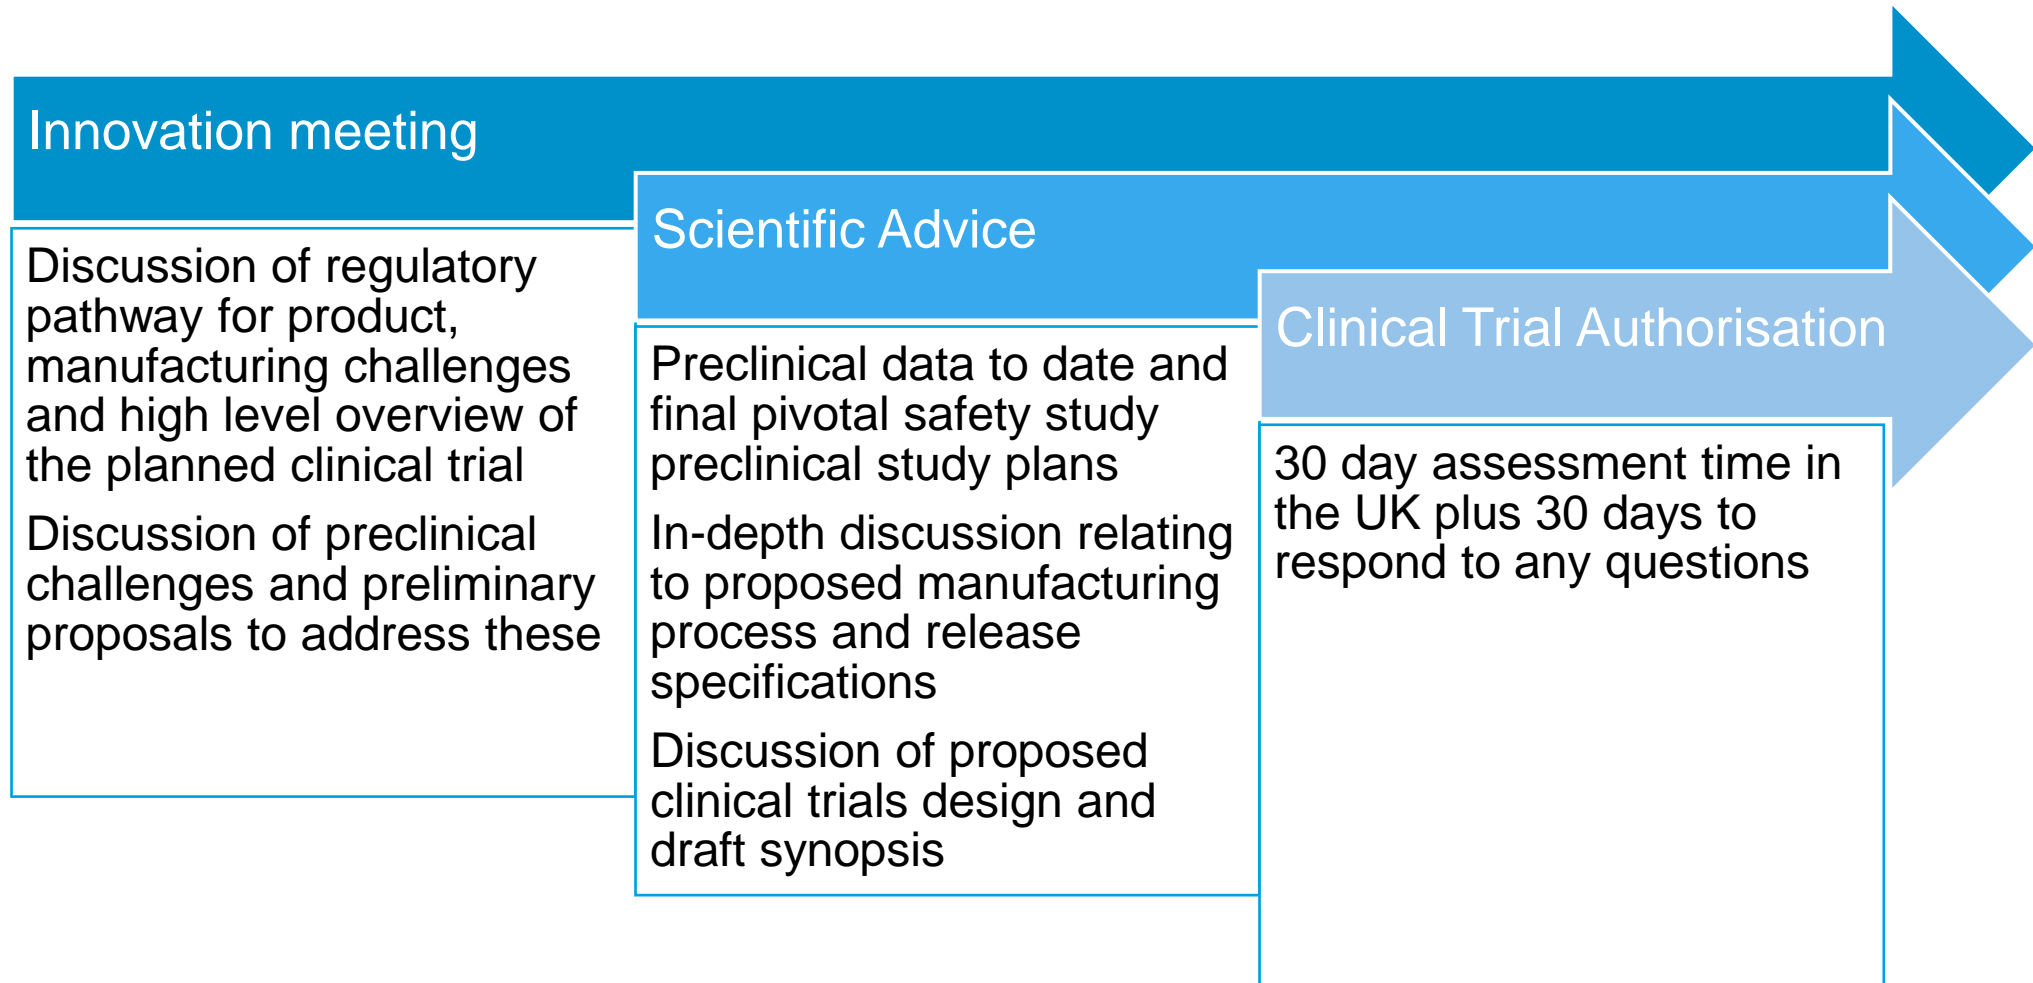 Innovation meeting
Discussion of regulatory
pathway for product,
manufacturing challenges
and high level overview of
the planned clinical trial
Discussion of preclinical
challenges and preliminary
proposals to address these
Scientific Advice
Preclinical data to date and
final pivotal safety study
preclinical study plans
In-depth discussion relating
to proposed manufacturing
process and release
specifications
Discussion of proposed
clinical trials design and
draft synopsis
Clinical Trial Authorisation
30 day assessment time in
the UK plus 30 days to
respond to any questions